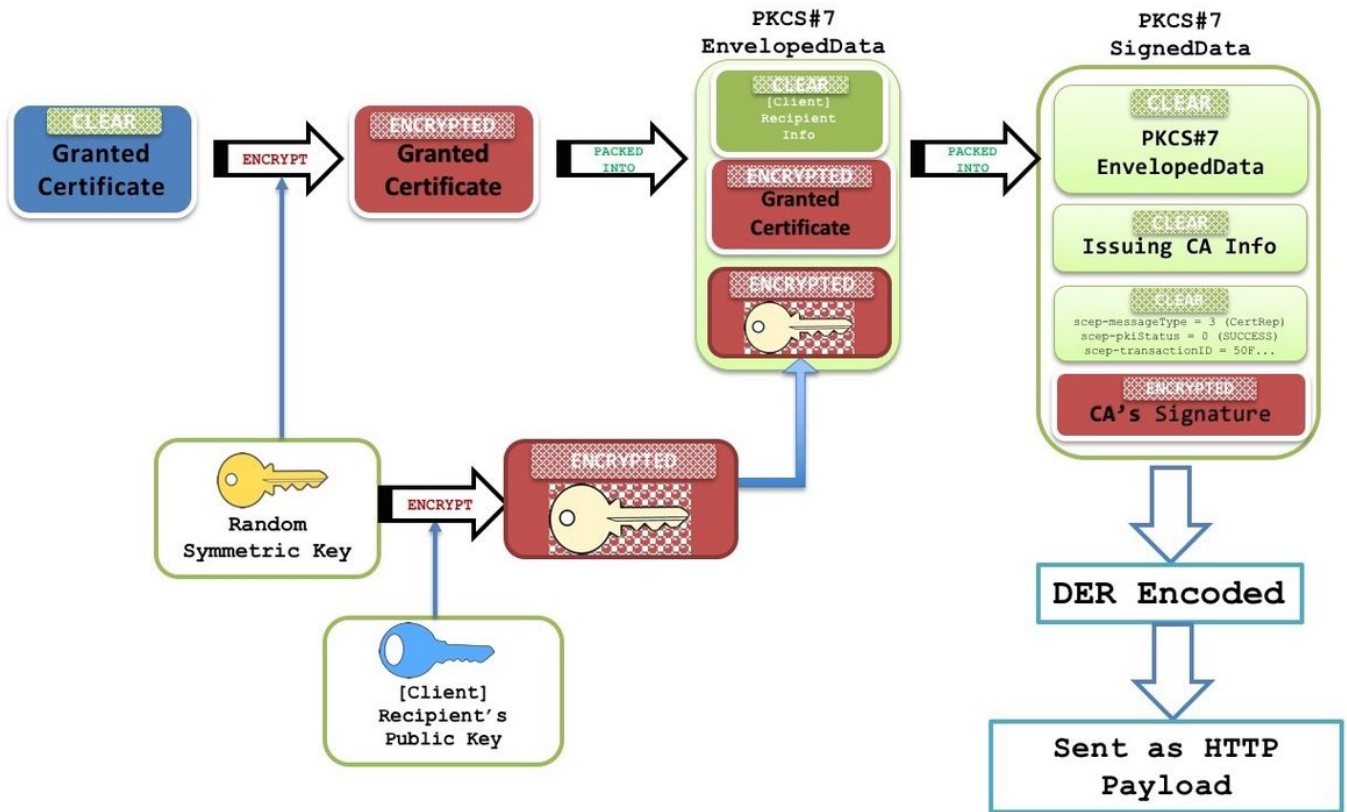 PKCS#7
EnvelopedData
PKCS#7
SignedData
CLEAR
Granted
Certificate
ENCRYPT
ENCRYPTED
Granted
Certificate
PACKED
INTO
CLEAR
[Client]
Recipient
Info
ENCRYPTED
Granted
Certificate
ENCRYPTED
PACKED
INTO
CLEAR
PKCS#7
EnvelopedData
CLEAR
Issuing CA Info
CLEAR
scep-messageType = 3 (CertRep)
scep-pkiStatus = 0 (SUCCESS)
scep-transactionID = 50F...
ENCRYPTED
CA's Signature
Random
Symmetric Key
ENCRYPT
ENCRYPTED
[Client]
Recipient's
Public Key
DER Encoded
Sent as HTTP
Payload